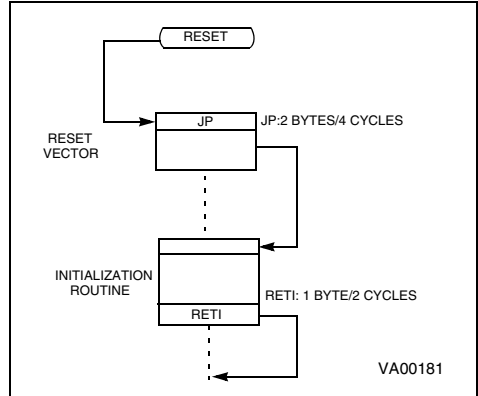 RESET
JP
JP:2 BYTES/4 CYCLES
RESET
VECTOR
INITIALIZATION
ROUTINE
RETI: 1 BYTE/2 CYCLES
RETI
VA00181